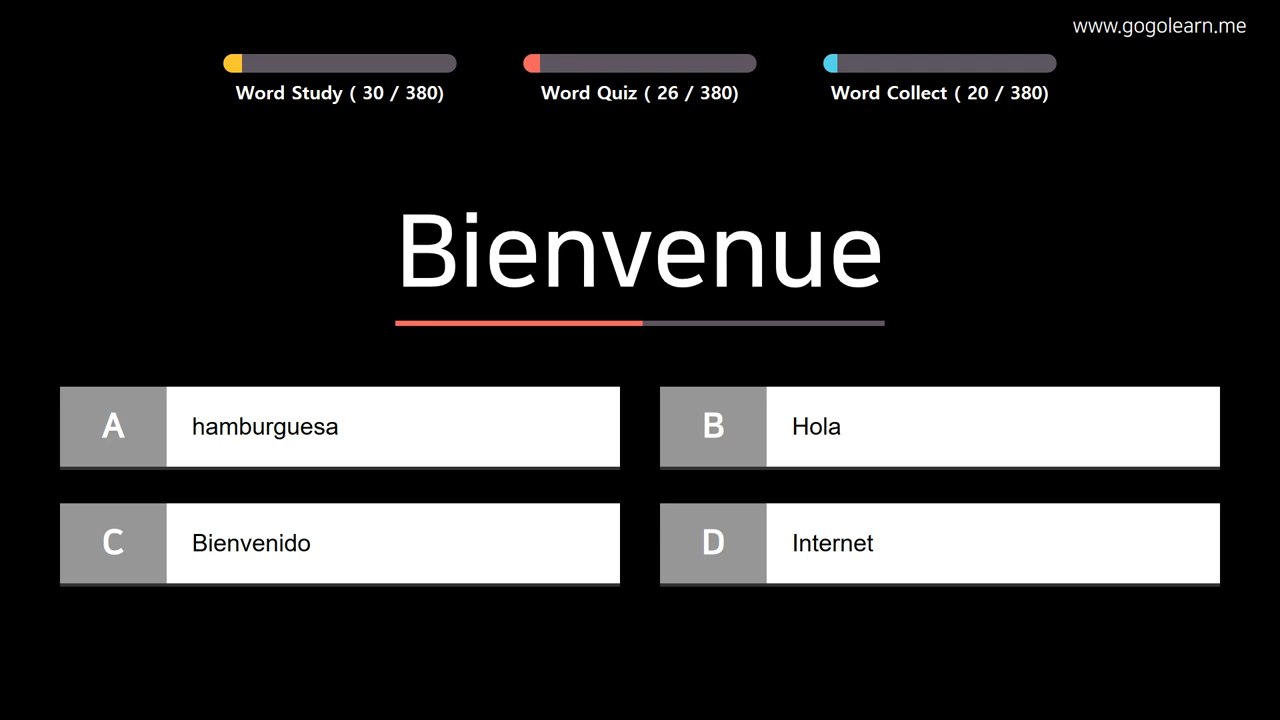 www.gogolearn.me
Word Study ( 30 / 380)
Word Quiz ( 26 / 380)
Word Collect ( 20 / 380)
Bienvenue
A hamburguesa
B Hola
C Bienvenido
D Internet